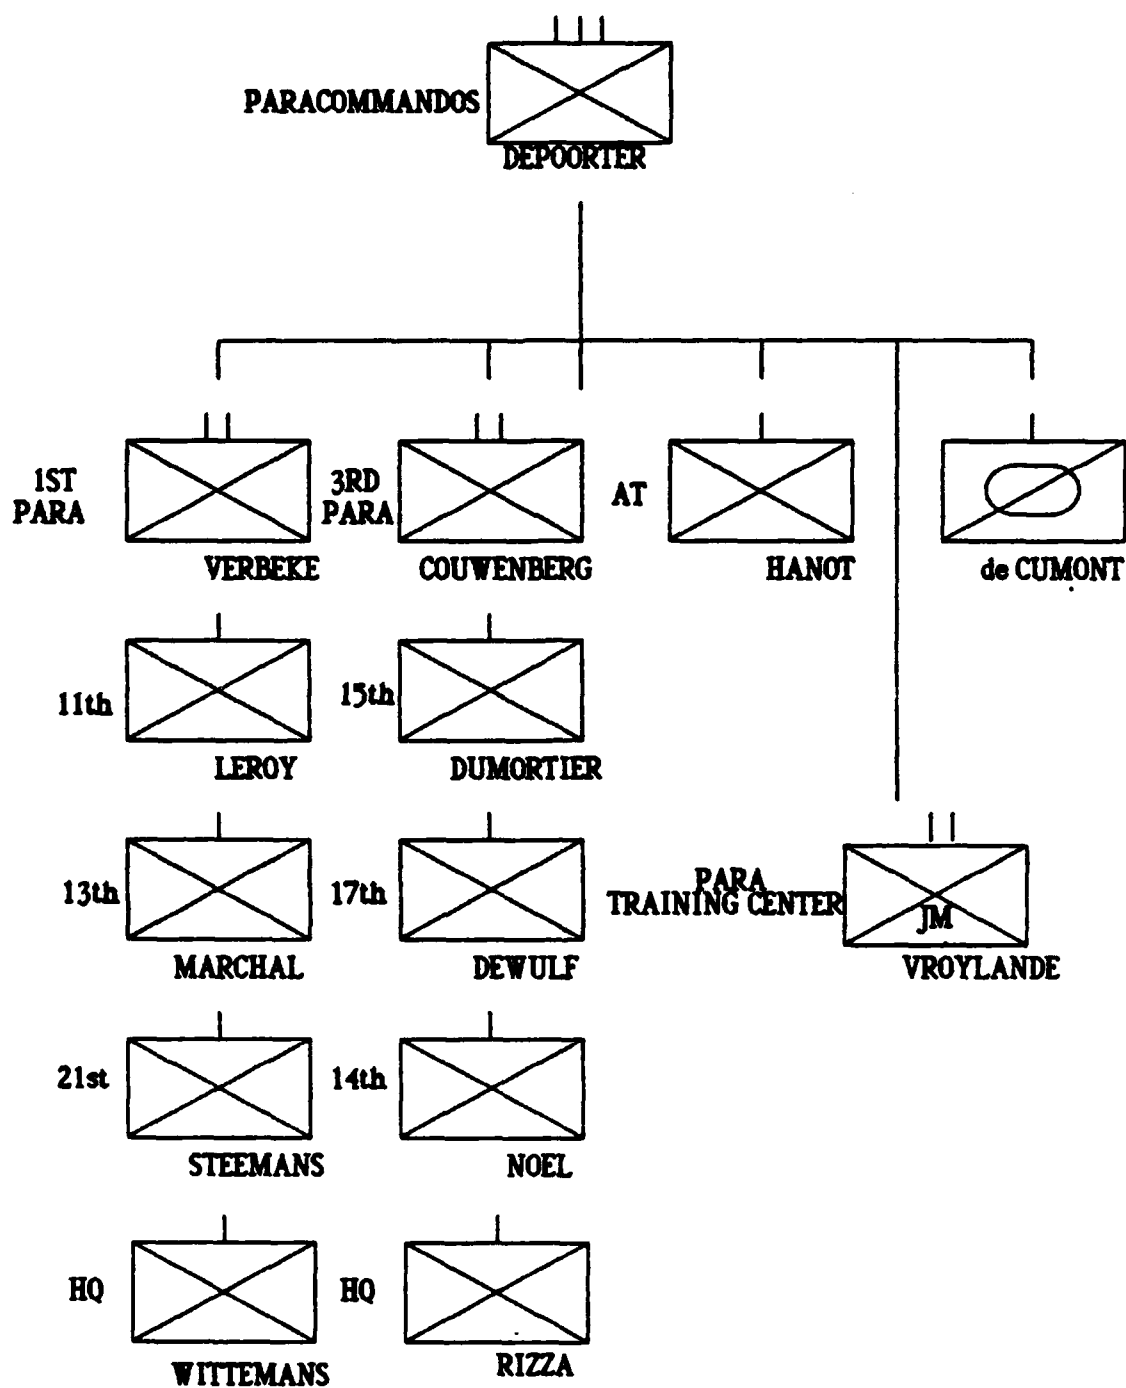 PARACOMMANDOS
DEPOORTER
1ST
PARA
VERBEKE
3RD
PARA
COUWENBERG
AT
HANOT
de CUMONT
11th
LEROY
15th
DUMORTIER
13th
MARCHAL
17th
DEWULF
PARA
TRAINING CENTER
JM
VROYLANDE
21st
STEEMANS
14th
NOEL
HQ
WITTEMANS
HQ
RIZZA